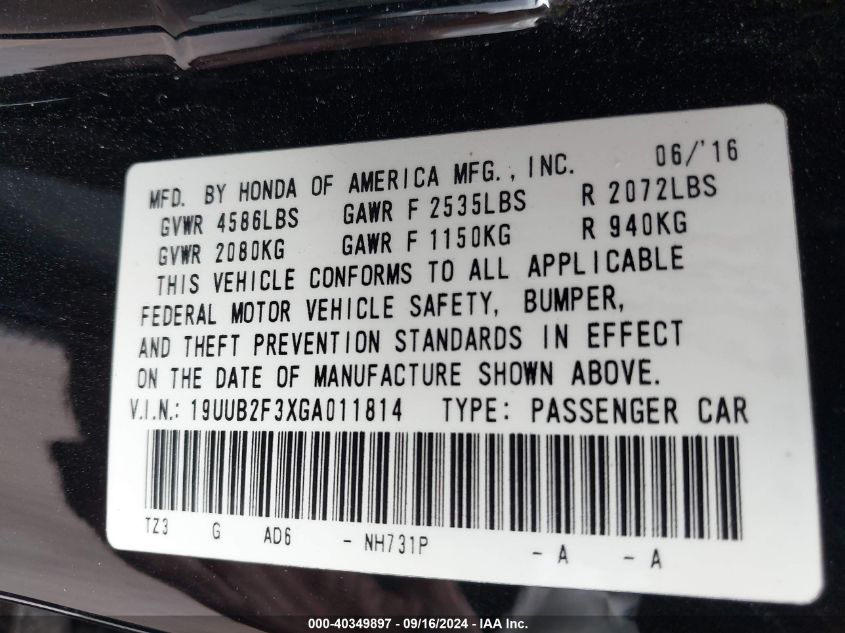 MFD. BY HONDA OF AMERICA MFG., INC. 06/'16
GVWR 4586LBS GAWR F 2535LBS R 2072LBS
GVWR 2080KG GAWR F 1150KG R 940KG
THIS VEHICLE CONFORMS TO ALL APPLICABLE
FEDERAL MOTOR VEHICLE SAFETY, BUMPER,
AND THEFT PREVENTION STANDARDS IN EFFECT
ON THE DATE OF MANUFACTURE SHOWN ABOVE.
V.I.N.: 19UUB2F3XGA011814 TYPE: PASSENGER CAR
TZ3 G AD6 - NH731P - A - A
000-40349897 - 09/16/2024 - IAA Inc.